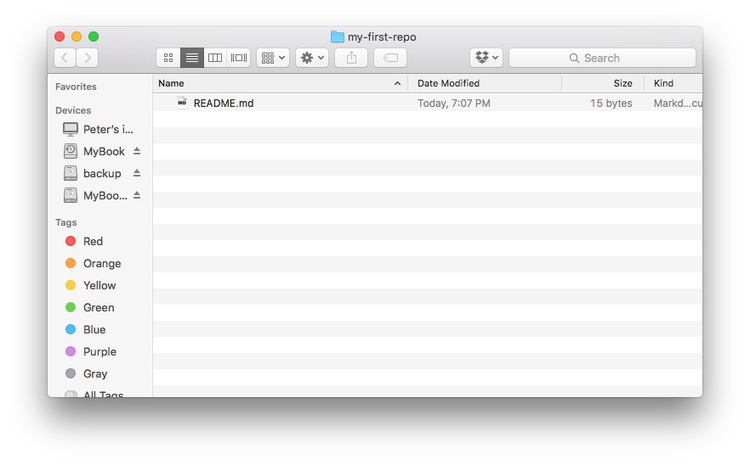 my-first-repo
Search
Favorites
Devices
Peter's i...
MyBook
backup
MyBoo...
Tags
Red
Orange
Yellow
Green
Blue
Purple
Gray
All Tags
Name Date Modified Size Kind
MD README.md Today, 7:07 PM 15 bytes Markd...cu